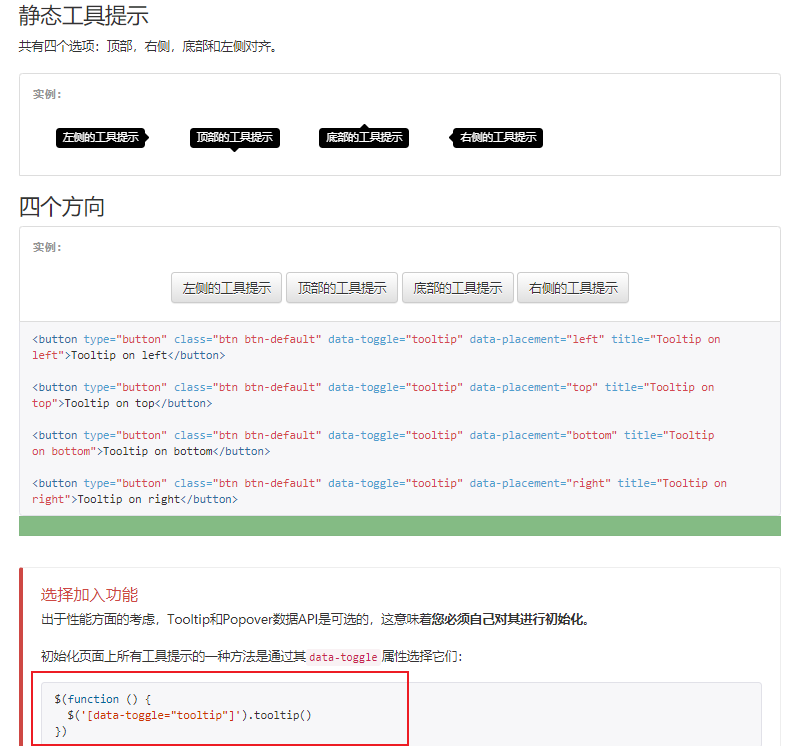 静态工具提示
共有四个选项：顶部，右侧，底部和左侧对齐。
实例:
左侧的工具提示 顶部的工具提示 底部的工具提示 右侧的工具提示
四个方向
实例:
左侧的工具提示 顶部的工具提示 底部的工具提示 右侧的工具提示
<button type="button" class="btn btn-default" data-toggle="tooltip" data-placement="left" title="Tooltip on
left">Tooltip on left</button>
<button type="button" class="btn btn-default" data-toggle="tooltip" data-placement="top" title="Tooltip on
top">Tooltip on top</button>
<button type="button" class="btn btn-default" data-toggle="tooltip" data-placement="bottom" title="Tooltip
on bottom">Tooltip on bottom</button>
<button type="button" class="btn btn-default" data-toggle="tooltip" data-placement="right" title="Tooltip on
right">Tooltip on right</button>
选择加入功能
出于性能方面的考虑，Tooltip和Popover数据API是可选的，这意味着您必须自己对其进行初始化。
初始化页面上所有工具提示的一种方法是通过其 data-toggle 属性选择它们：
$(function () {
  $('[data-toggle="tooltip"]').tooltip()
})